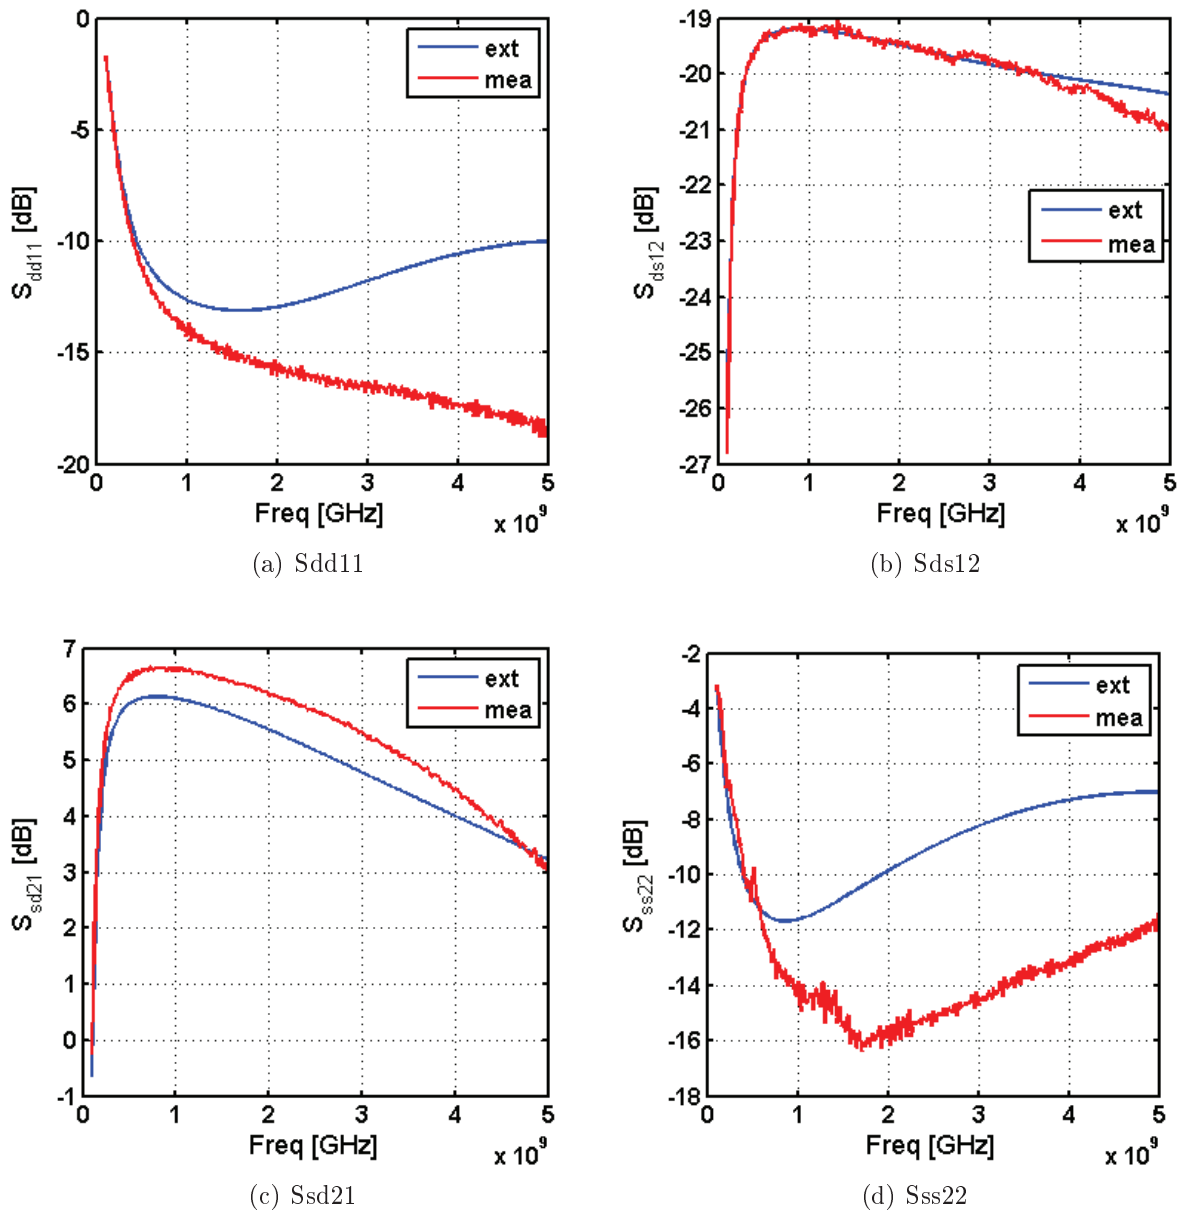 0
-5
-10
-15
-20
S_dd11 [dB]
ext
mea
0 1 2 3 4 5
Freq [GHz]
x 10^9
(a) Sdd11
-19
-20
-21
-22
-23
-24
-25
-26
-27
S_ds12 [dB]
ext
mea
0 1 2 3 4 5
Freq [GHz]
x 10^9
(b) Sds12
7
6
5
4
3
2
1
0
-1
S_sd21 [dB]
ext
mea
0 1 2 3 4 5
Freq [GHz]
x 10^9
(c) Ssd21
-2
-4
-6
-8
-10
-12
-14
-16
-18
S_ss22 [dB]
ext
mea
0 1 2 3 4 5
Freq [GHz]
x 10^9
(d) Sss22